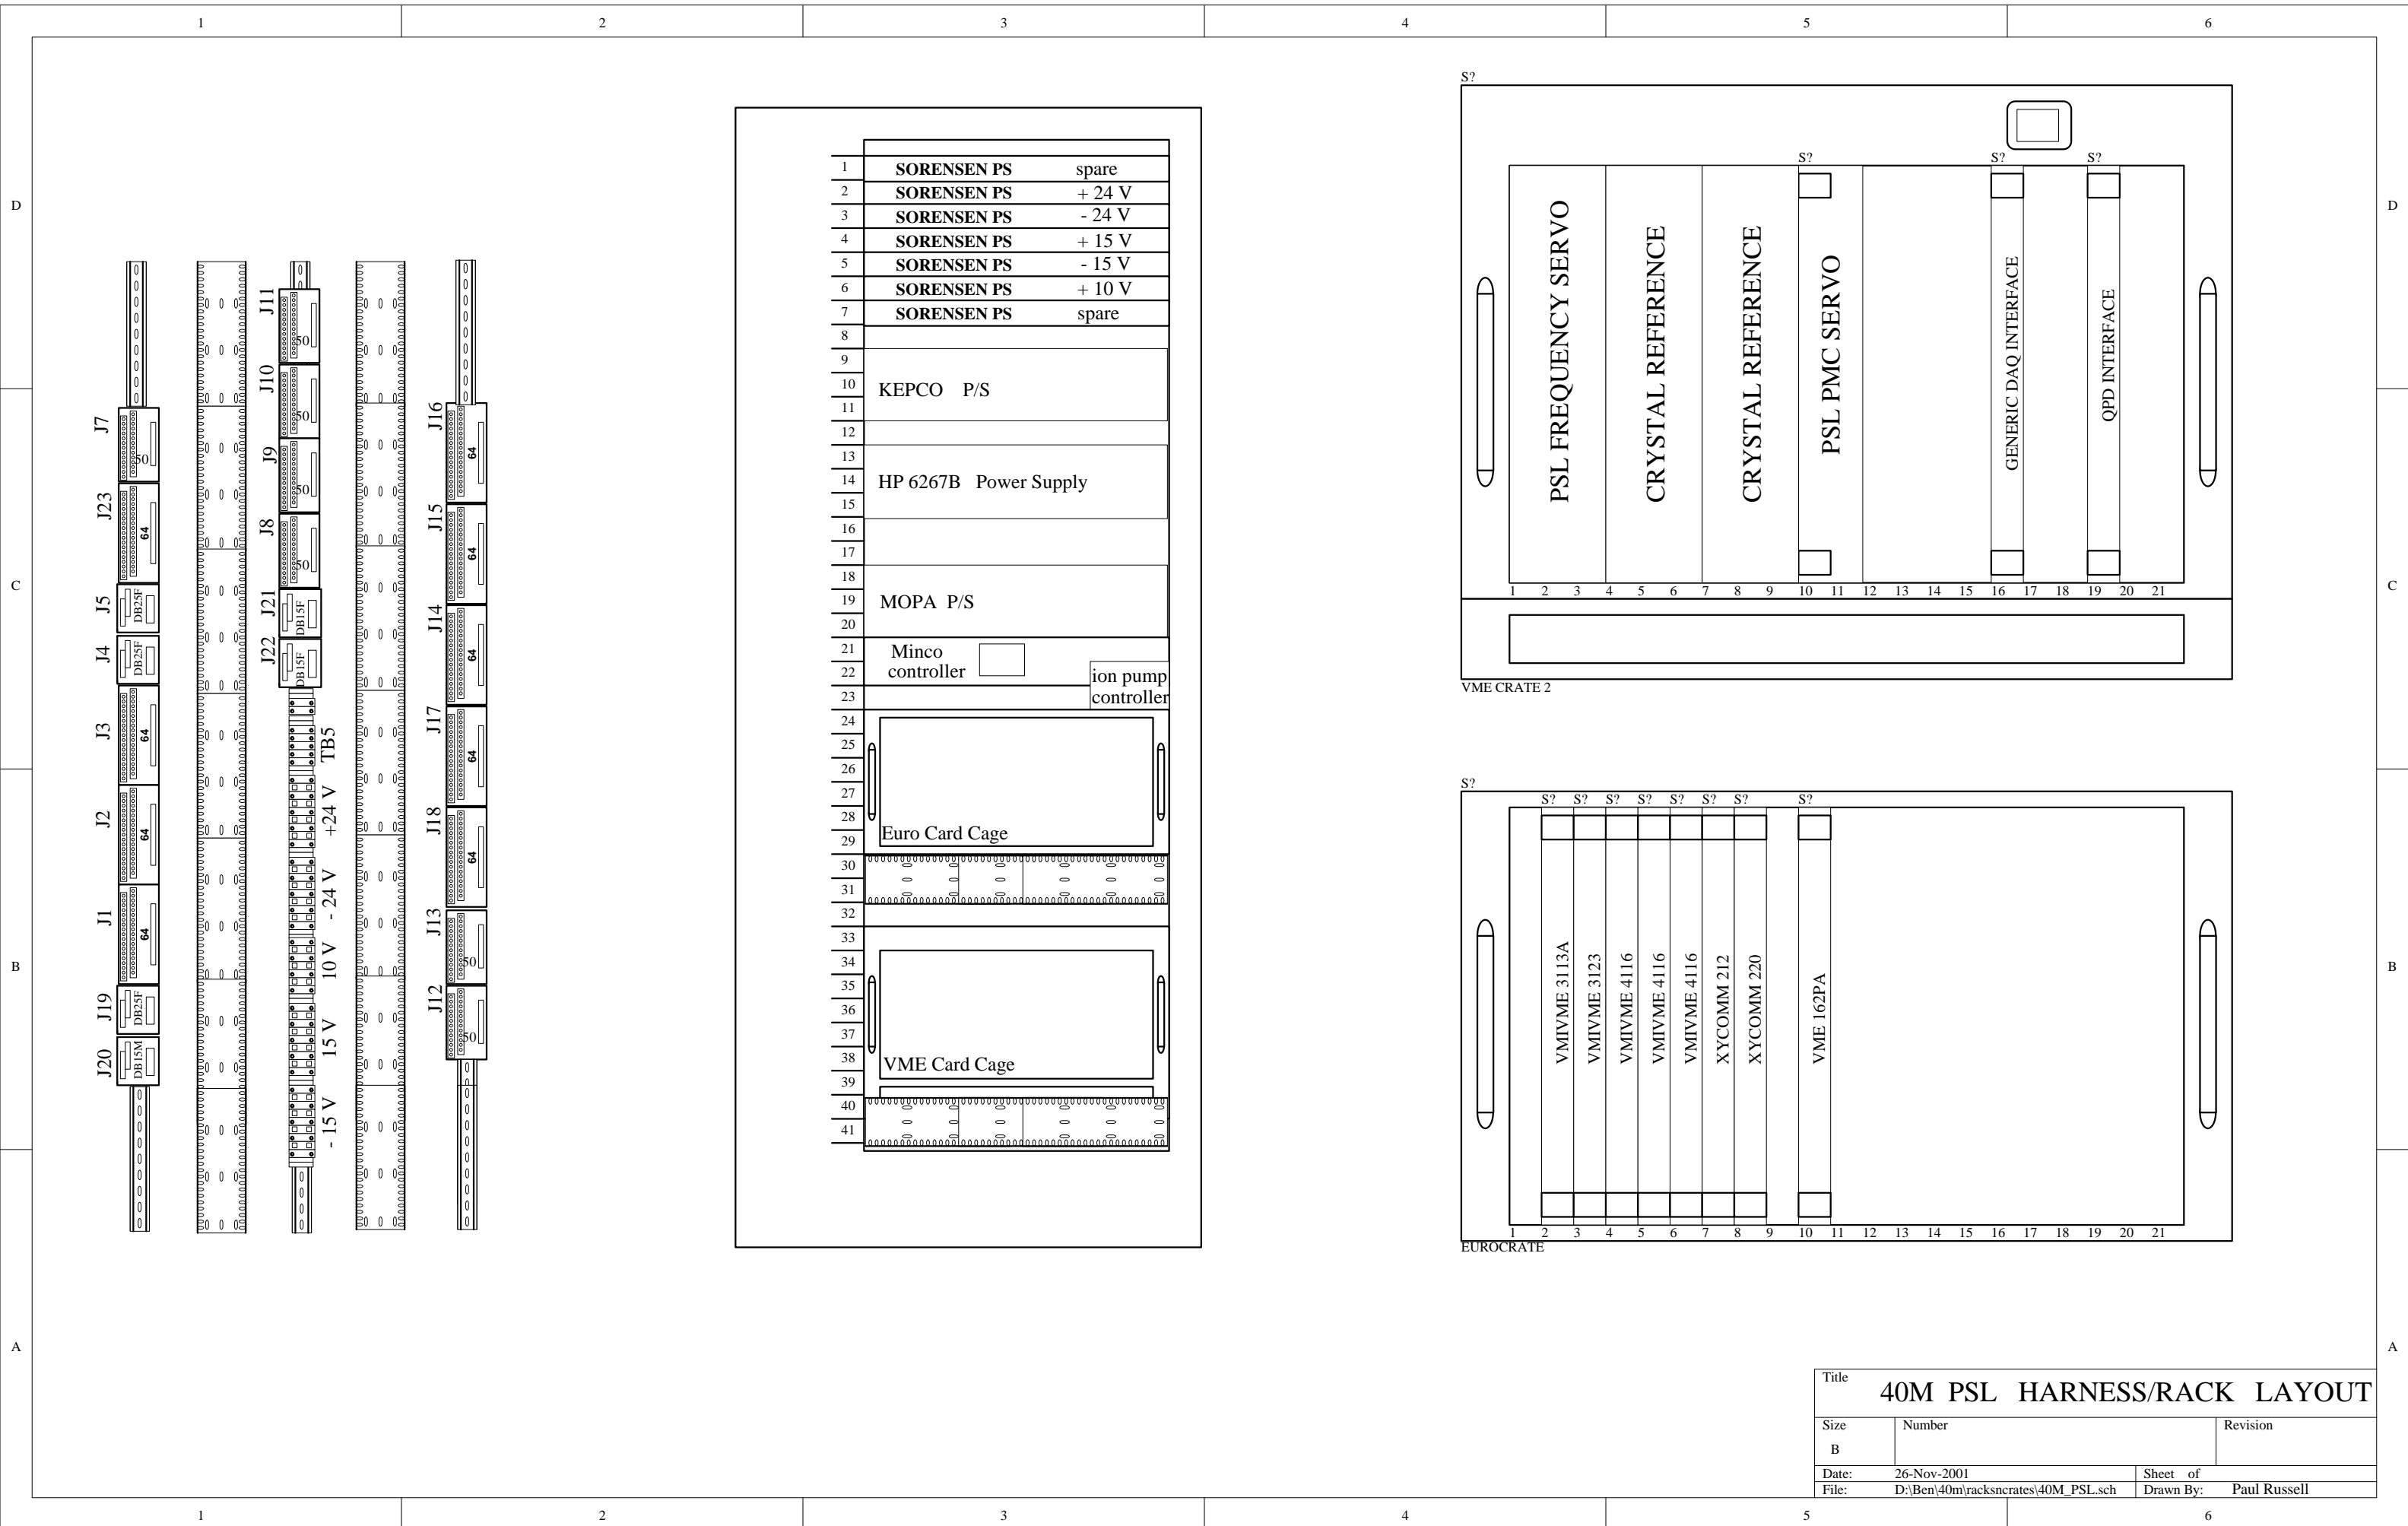 1 2 3 4 5 6
D
C
B
A
J7
J23
J5
J4
J3
J2
J1
J19
J20
50
64
DB25F
DB25F
64
64
64
DB25F
DB15M
J11
J10
J9
J8
J21
J22
50
50
50
50
DB15F
DB15F
TB5
+24 V
- 24 V
10 V
15 V
- 15 V
J16
J15
J14
J17
J18
J13
J12
64
64
64
64
64
50
50
1 SORENSEN PS spare
2 SORENSEN PS + 24 V
3 SORENSEN PS - 24 V
4 SORENSEN PS + 15 V
5 SORENSEN PS - 15 V
6 SORENSEN PS + 10 V
7 SORENSEN PS spare
8
9
10 KEPCO P/S
11
12
13
14 HP 6267B Power Supply
15
16
17
18
19 MOPA P/S
20
21 Minco
22 controller ion pump
23 controller
24
25
26
27
28
Euro Card Cage
29
30
31
32
33
34
35
36
37
38 VME Card Cage
39
40
41
S?
S? S? S?
PSL FREQUENCY SERVO
CRYSTAL REFERENCE
CRYSTAL REFERENCE
PSL PMC SERVO
GENERIC DAQ INTERFACE
QPD INTERFACE
1 2 3 4 5 6 7 8 9 10 11 12 13 14 15 16 17 18 19 20 21
VME CRATE 2
S?
S? S? S? S? S? S? S? S?
VMIVME 3113A
VMIVME 3123
VMIVME 4116
VMIVME 4116
VMIVME 4116
XYCOMM 212
XYCOMM 220
VME 162PA
1 2 3 4 5 6 7 8 9 10 11 12 13 14 15 16 17 18 19 20 21
EUROCRATE
D
C
B
A
Title
40M PSL HARNESS/RACK LAYOUT
Size Number Revision
B
Date: 26-Nov-2001 Sheet of
File: D:\Ben\40m\racksncrates\40M_PSL.sch Drawn By: Paul Russell
1 2 3 4 5 6